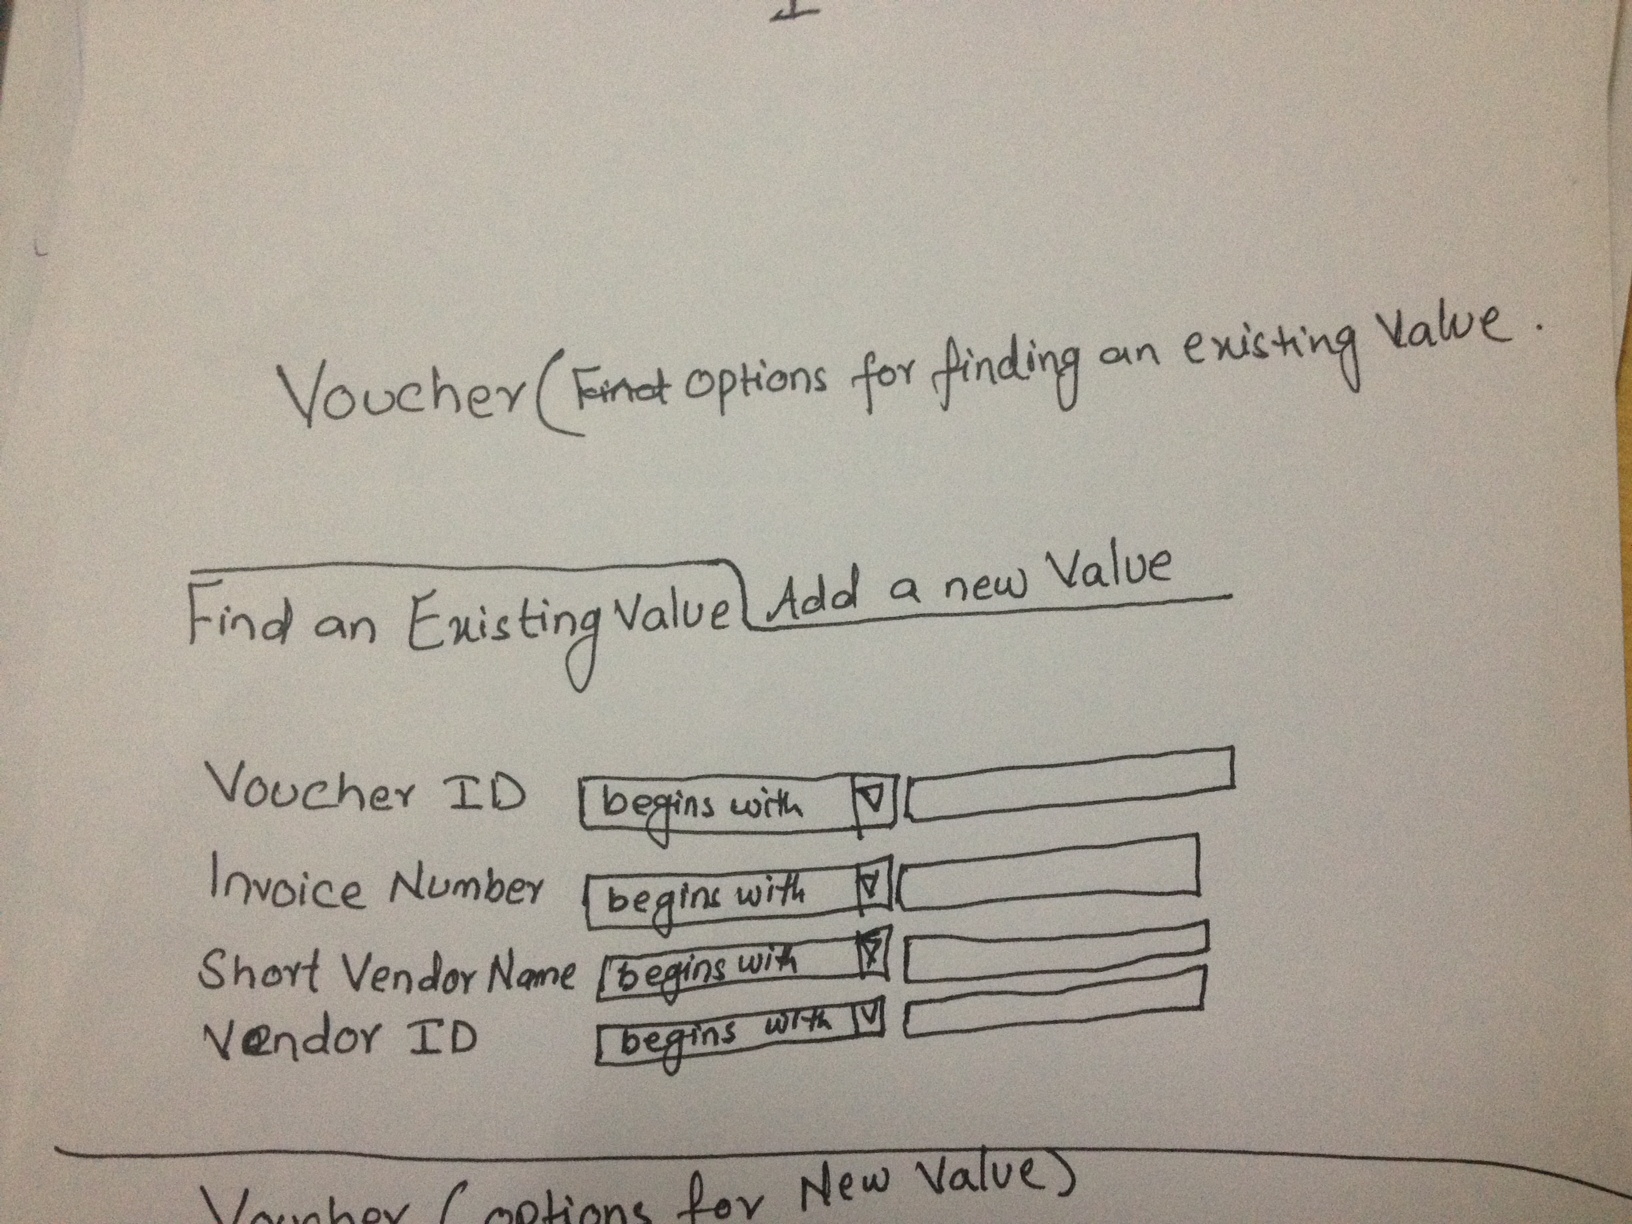 Voucher (Find options for finding an existing Value.
Find an Existing Value Add a new Value
Voucher ID begins with
Invoice Number begins with
Short Vendor Name begins with
Vendor ID begins with
Voucher (options for New Value)